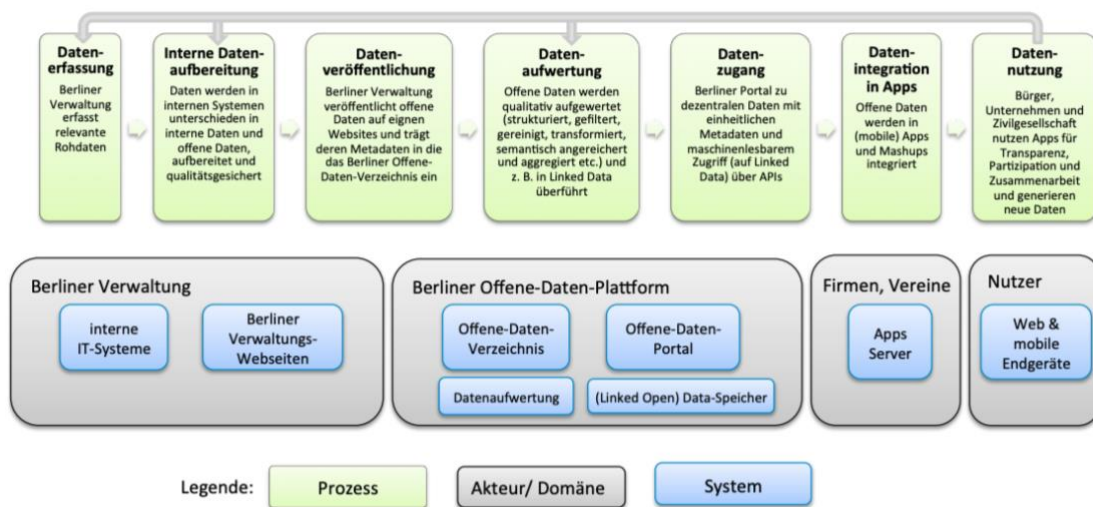 Daten-
erfassung
Berliner
Verwaltung
erfasst
relevante
Rohdaten
Interne Daten-
aufbereitung
Daten werden in
internen Systemen
unterschieden in
interne Daten und
offene Daten,
aufbereitet und
qualitätsgesichert
Daten-
veröffentlichung
Berliner Verwaltung
veröffentlicht offene
Daten auf eignen
Websites und trägt
deren Metadaten in die
das Berliner Offene-
Daten-Verzeichnis ein
Daten-
aufwertung
Offene Daten werden
qualitativ aufgewertet
(strukturiert, gefiltert,
gereinigt, transformiert,
semantisch angereichert
und aggregiert etc.) und
z. B. in Linked Data
überführt
Daten-
zugang
Berliner Portal zu
dezentralen Daten mit
einheitlichen
Metadaten und
maschinenlesbarem
Zugriff (auf Linked
Data) über APIs
Daten-
integration
in Apps
Offene Daten
werden in
(mobile) Apps
und Mashups
integriert
Daten-
nutzung
Bürger,
Unternehmen und
Zivilgesellschaft
nutzen Apps für
Transparenz,
Partizipation und
Zusammenarbeit
und generieren
neue Daten
Berliner Verwaltung
interne
IT-Systeme
Berliner
Verwaltungs-
Webseiten
Berliner Offene-Daten-Plattform
Offene-Daten-
Verzeichnis
Offene-Daten-
Portal
Datenaufwertung
(Linked Open) Data-Speicher
Firmen, Vereine
Apps
Server
Nutzer
Web &
mobile
Endgeräte
Legende:
Prozess
Akteur/ Domäne
System